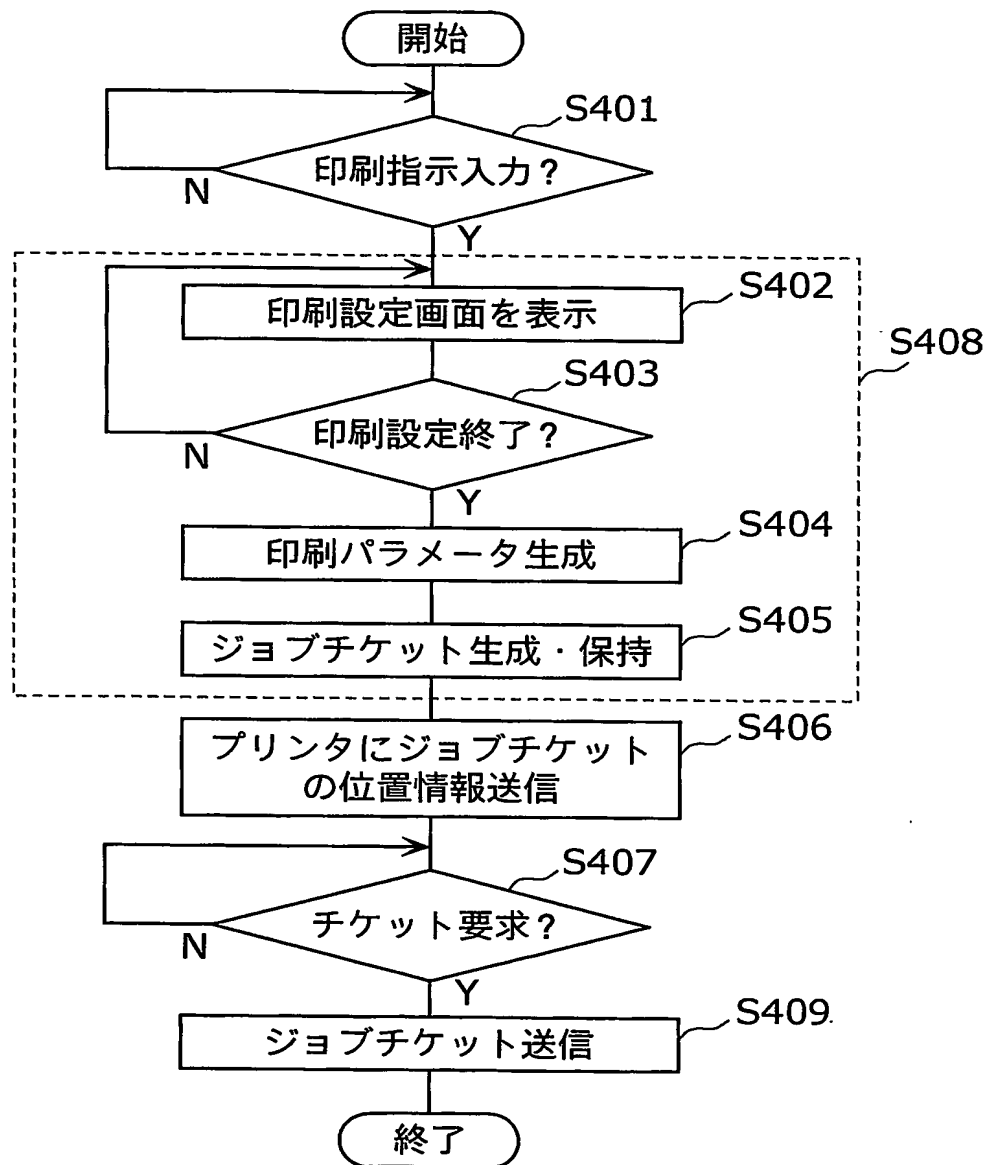 開始
S401
印刷指示入力?
N
Y
S402
印刷設定画面を表示
S408
S403
印刷設定終了?
N
Y
S404
印刷パラメータ生成
S405
ジョブチケット生成・保持
S406
プリンタにジョブチケット
の位置情報送信
S407
チケット要求?
N
Y
S409
ジョブチケット送信
終了